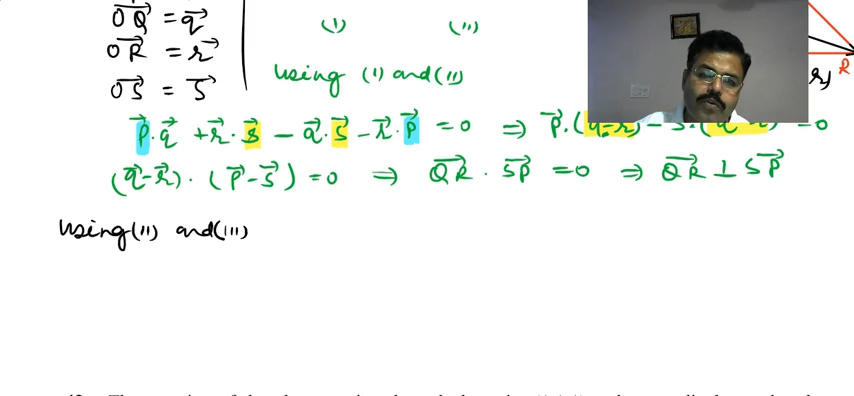 OQ⃗ = q⃗
OR⃗ = r⃗
OS⃗ = S⃗
(I) (II)
using (I) and (II)
p⃗.q⃗ + r⃗.s⃗ - q⃗.s⃗ - r⃗.p⃗ = 0 ⇒ p⃗.(q-r) - = 0
(q⃗-r⃗).(p⃗-s⃗) = 0 ⇒ QR⃗ . SP⃗ = 0 ⇒ QR⃗ ⊥ SP⃗
using (II) and (III)
R